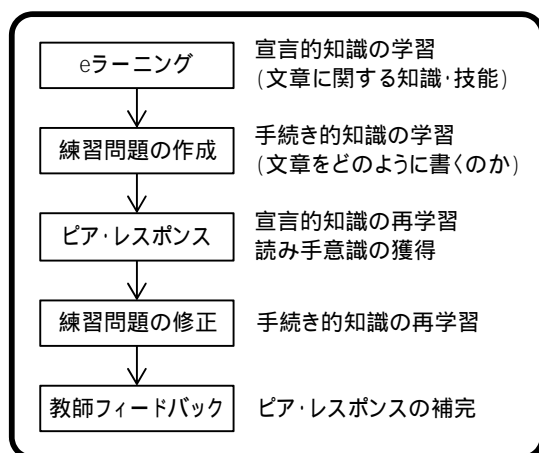 eラーニング
宣言的知識の学習
(文章に関する知識・技能)
練習問題の作成
手続き的知識の学習
(文章をどのように書くのか)
ピア・レスポンス
宣言的知識の再学習
読み手意識の獲得
練習問題の修正
手続き的知識の再学習
教師フィードバック
ピア・レスポンスの補完